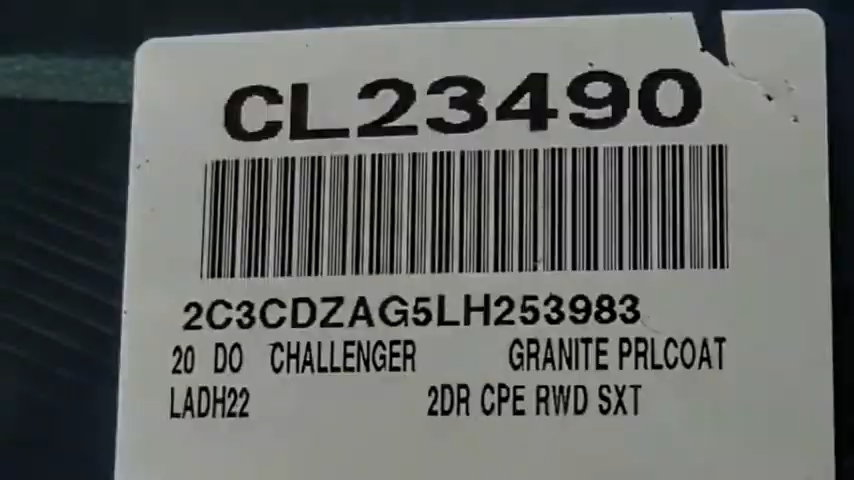 CL23490
2C3CDZAG5LH253983
20 DO CHALLENGER GRANITE PRLCOAT
LADH22 2DR CPE RWD SXT